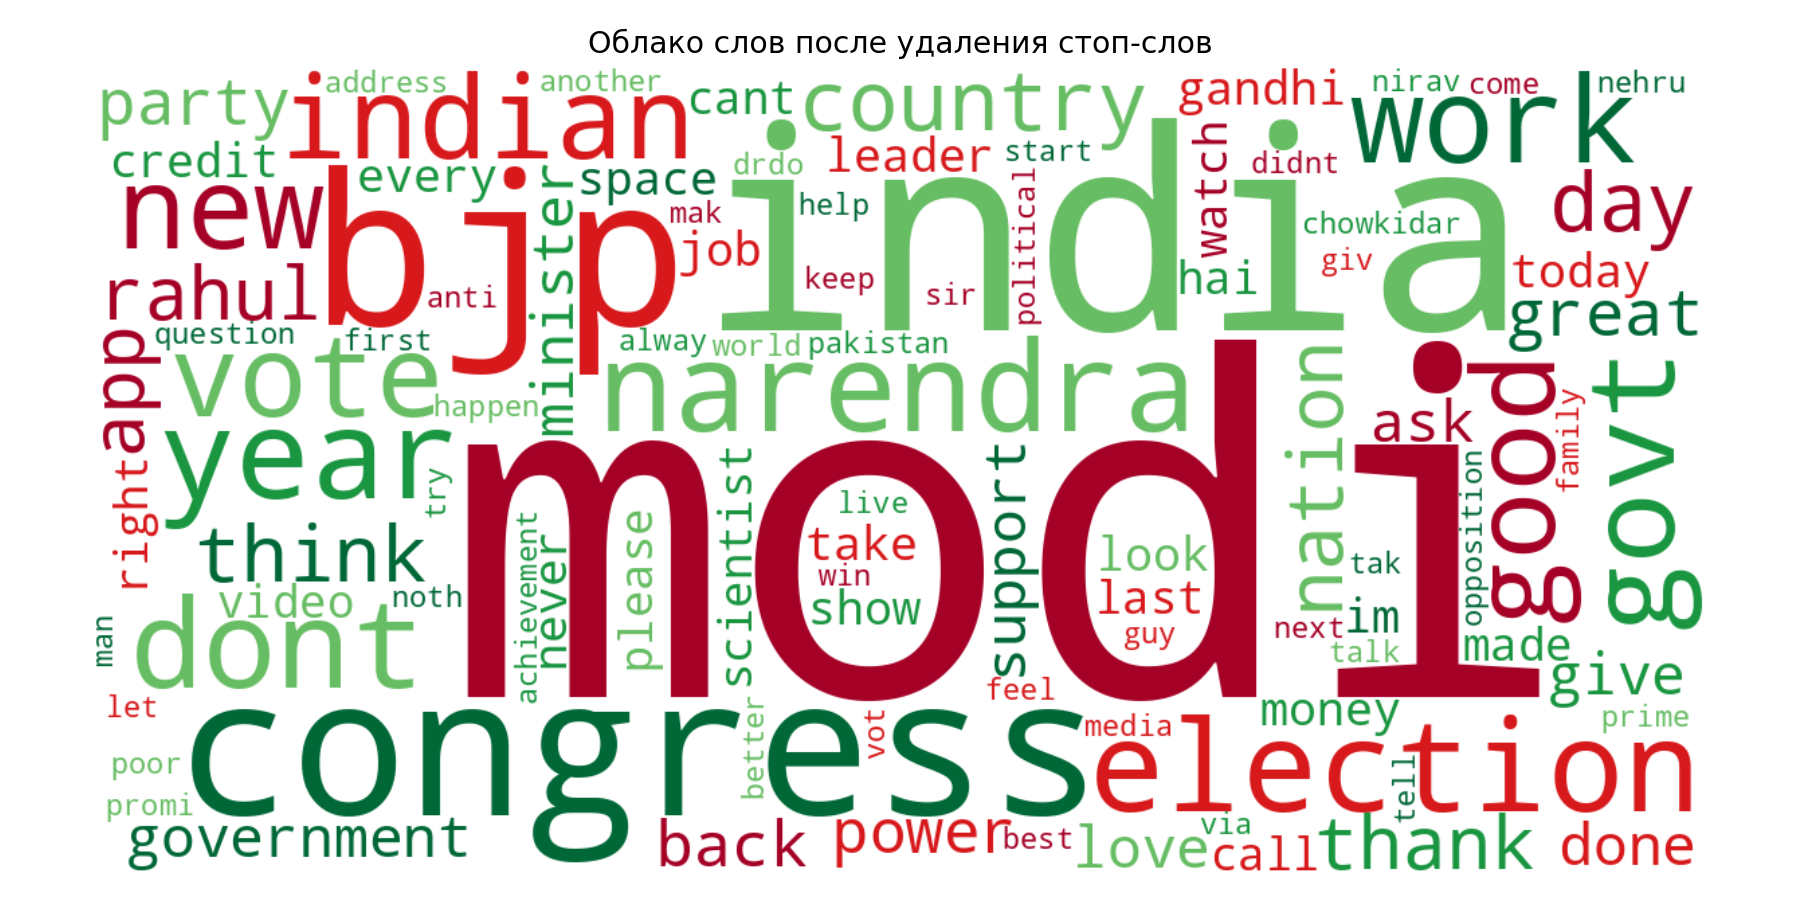 Облако слов после удаления стоп-слов
party
indian
address
another
cant
country
gandhi
nirav
come
nehru
work
credit
every
space
drdo
leader
start
watch
didnt
day
new
bjp
minister
mak
job
help
india
political
chowkidar
giv
today
rahul
anti
keep
sir
hai
great
app
question
first
alway
world
pakistan
vote
happen
narendra
nation
ask
good
family
govt
year
try
modi
right
think
achievement
never
please
scientist
live
take
win
show
support
look
last
guy
tak
opposition
next
im
talk
made
give
man
dont
video
noth
let
feel
money
prime
congress
better
vot
media
election
tell
poor
promi
government
back
power
best
love
via
call
thank
done